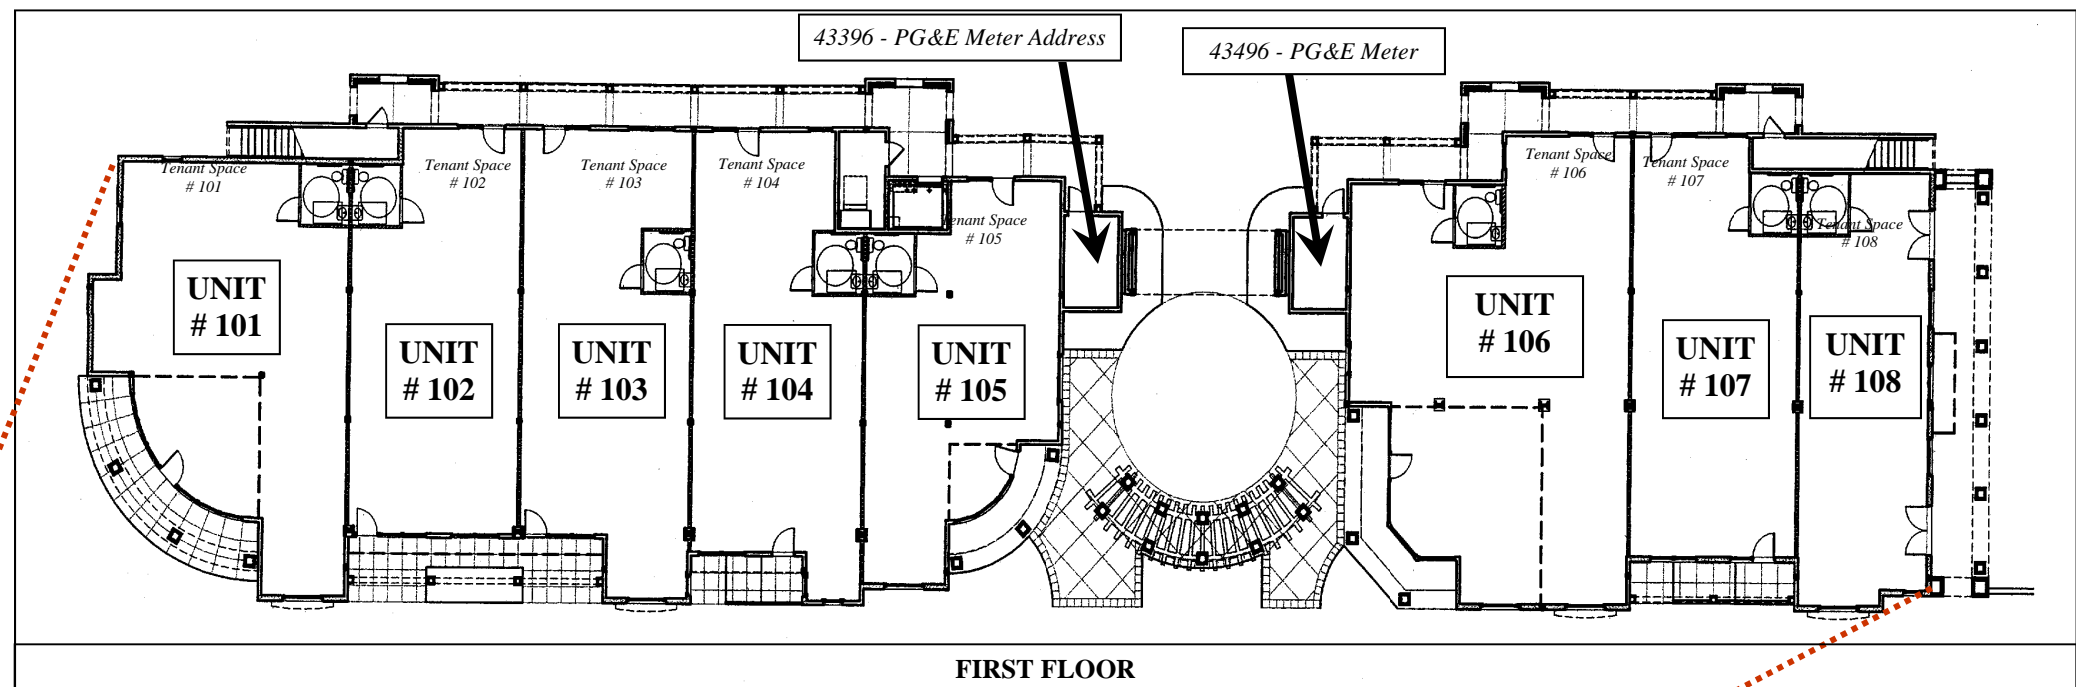 43396 - PG&E Meter Address
43496 - PG&E Meter
Tenant Space
# 101
Tenant Space
# 102
Tenant Space
# 103
Tenant Space
# 104
Tenant Space
# 105
Tenant Space
# 106
Tenant Space
# 107
Tenant Space
# 108
UNIT
# 101
UNIT
# 102
UNIT
# 103
UNIT
# 104
UNIT
# 105
UNIT
# 106
UNIT
# 107
UNIT
# 108
FIRST FLOOR